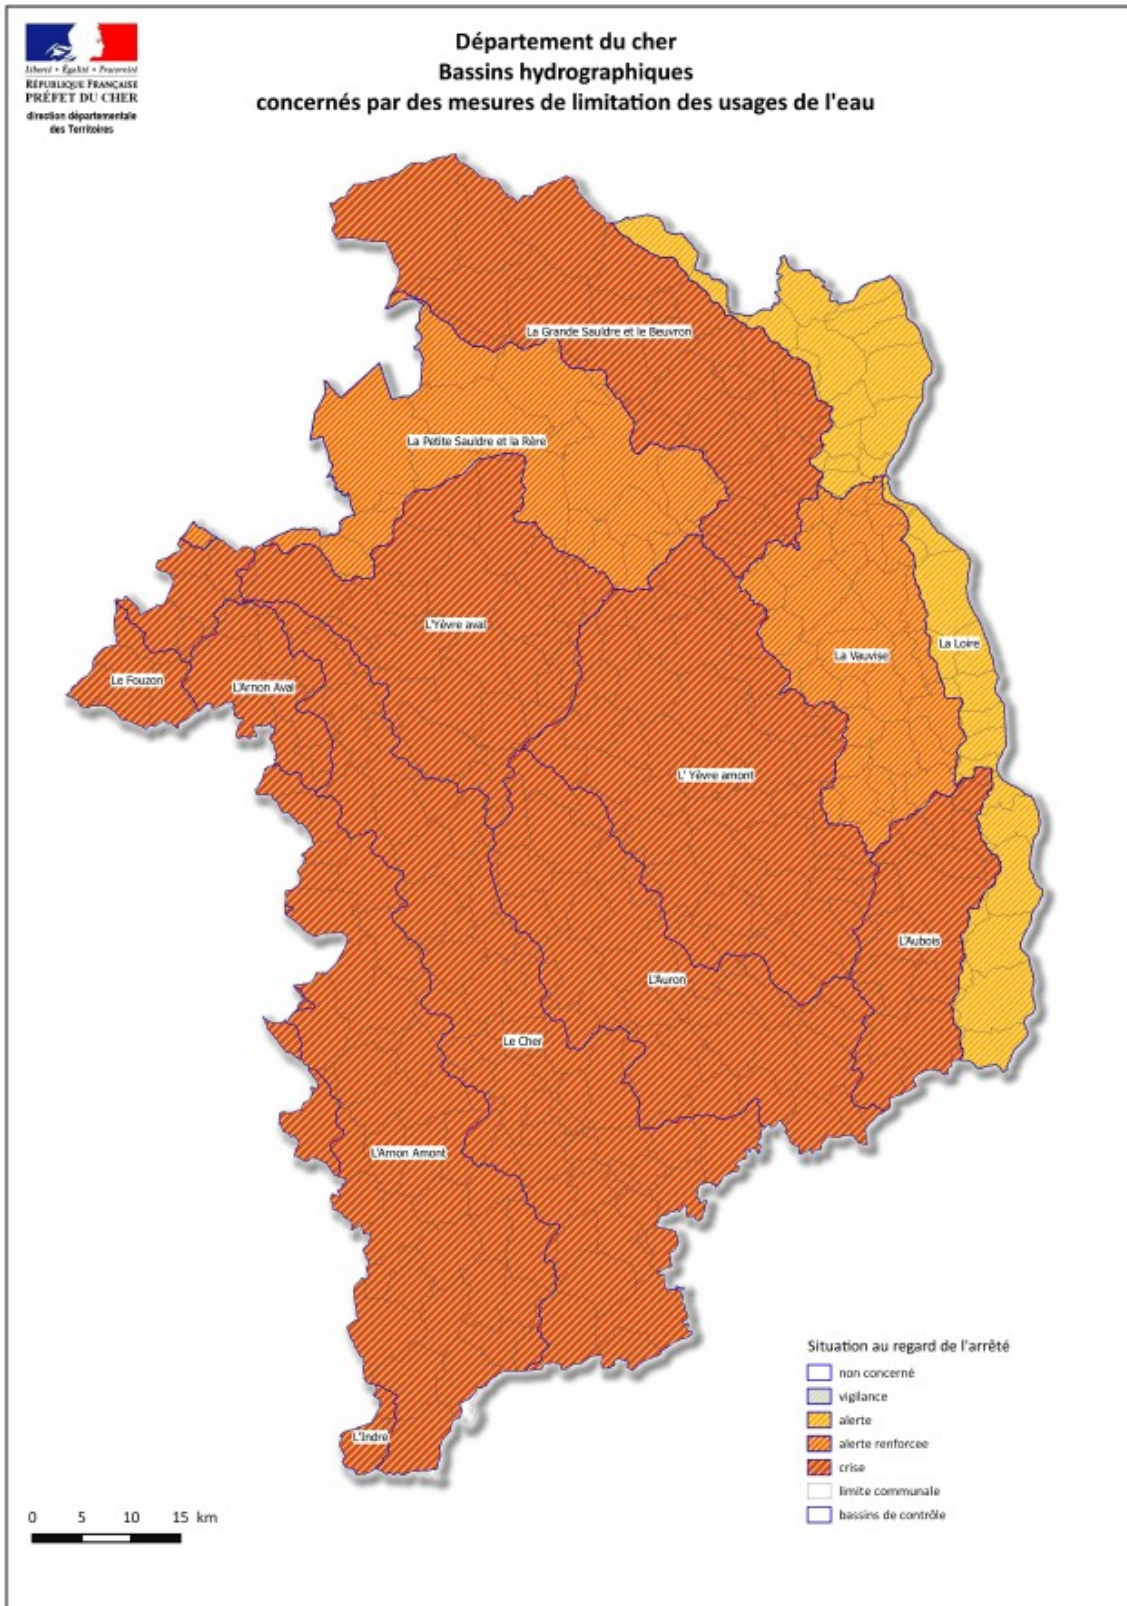 Liberté • Égalité • Fraternité
RÉPUBLIQUE FRANÇAISE
PRÉFET DU CHER
direction départementale
des Territoires
Département du cher
Bassins hydrographiques
concernés par des mesures de limitation des usages de l'eau
La Grande Sauldre et le Beuvron
La Petite Sauldre et la Rère
L'Yèvre aval
La Loire
La Vauvise
Le Fouzon
L'Arnon Aval
L' Yèvre amont
L'Aubois
L'Auron
Le Cher
L'Arnon Amont
L'Indre
Situation au regard de l'arrêté
non concerné
vigilance
alerte
alerte renforcee
crise
limite communale
bassins de contrôle
0 5 10 15 km